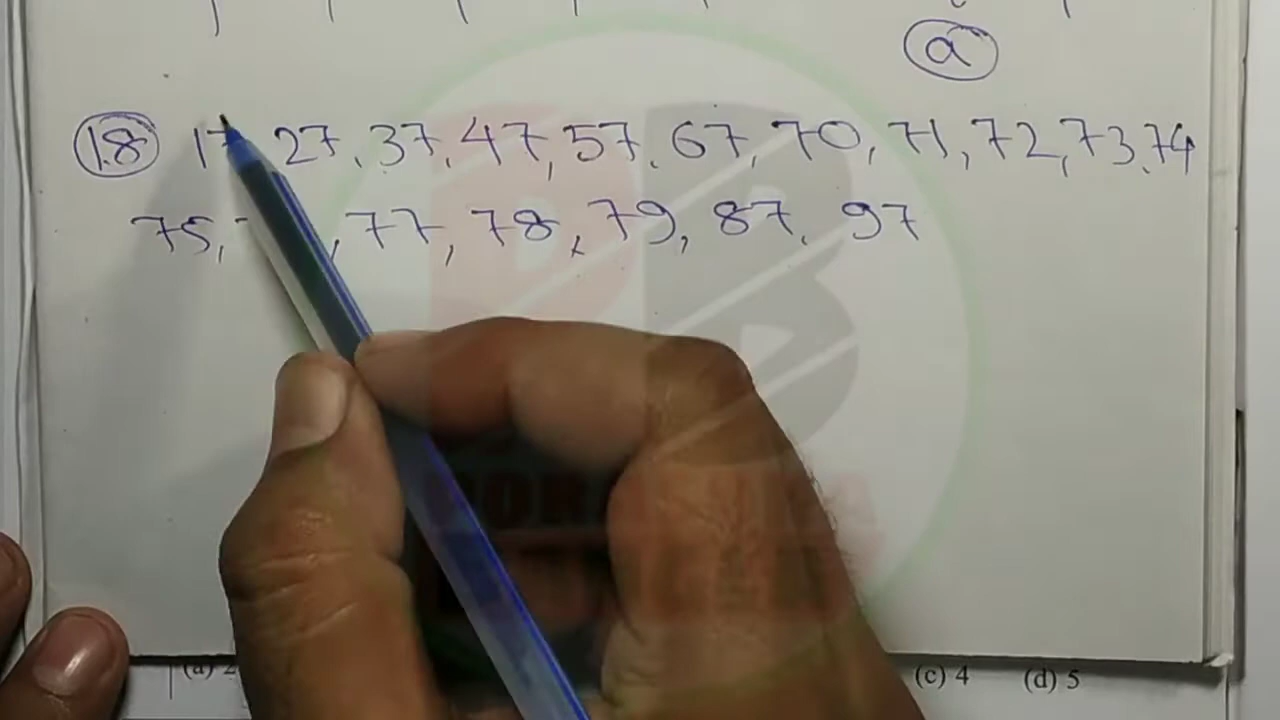 (a)
(18) 17, 27, 37, 47, 57, 67, 70, 71, 72, 73, 74
75, 77, 78, 79, 87, 97
(c) 4 (d) 5